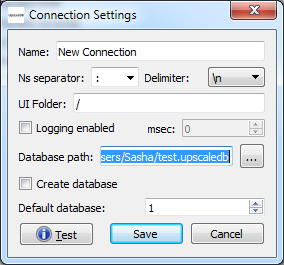 Connection Settings
Name: New Connection
Ns separator: : Delimiter: \n
UI Folder: /
Logging enabled msec: 0
Database path: sers/Sasha/test.upscaledb ...
Create database
Default database: 1
Test Save Cancel